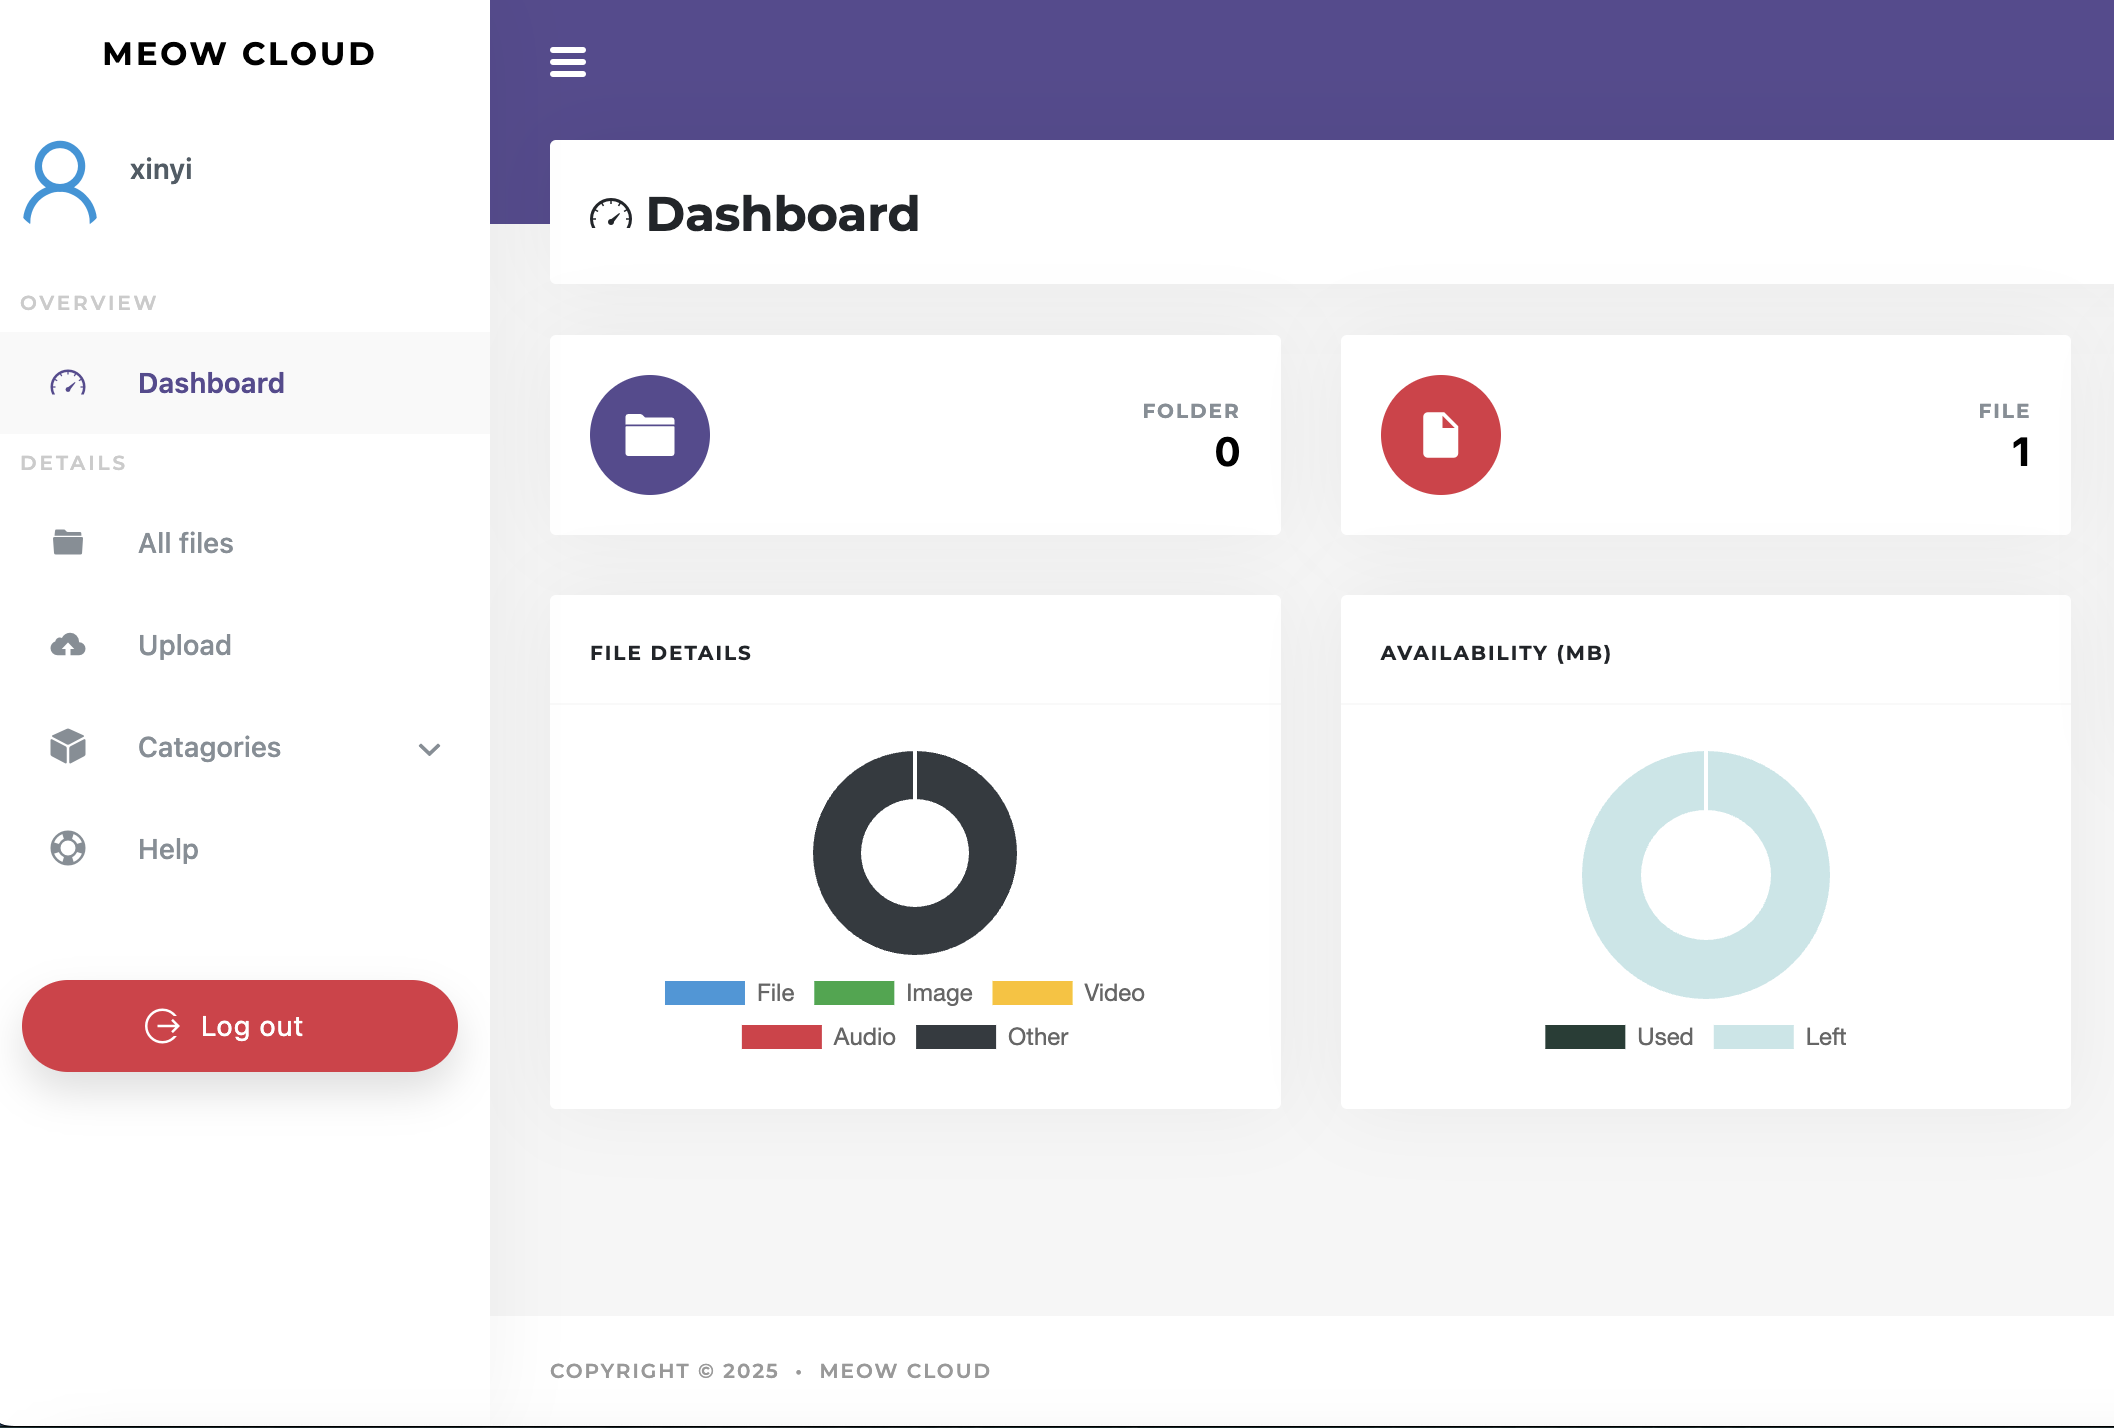 MEOW CLOUD
xinyi
OVERVIEW
Dashboard
DETAILS
All files
Upload
Catagories
Help
Log out
Dashboard
FOLDER
0
FILE
1
FILE DETAILS
File Image Video
Audio Other
AVAILABILITY (MB)
Used Left
COPYRIGHT © 2025 • MEOW CLOUD